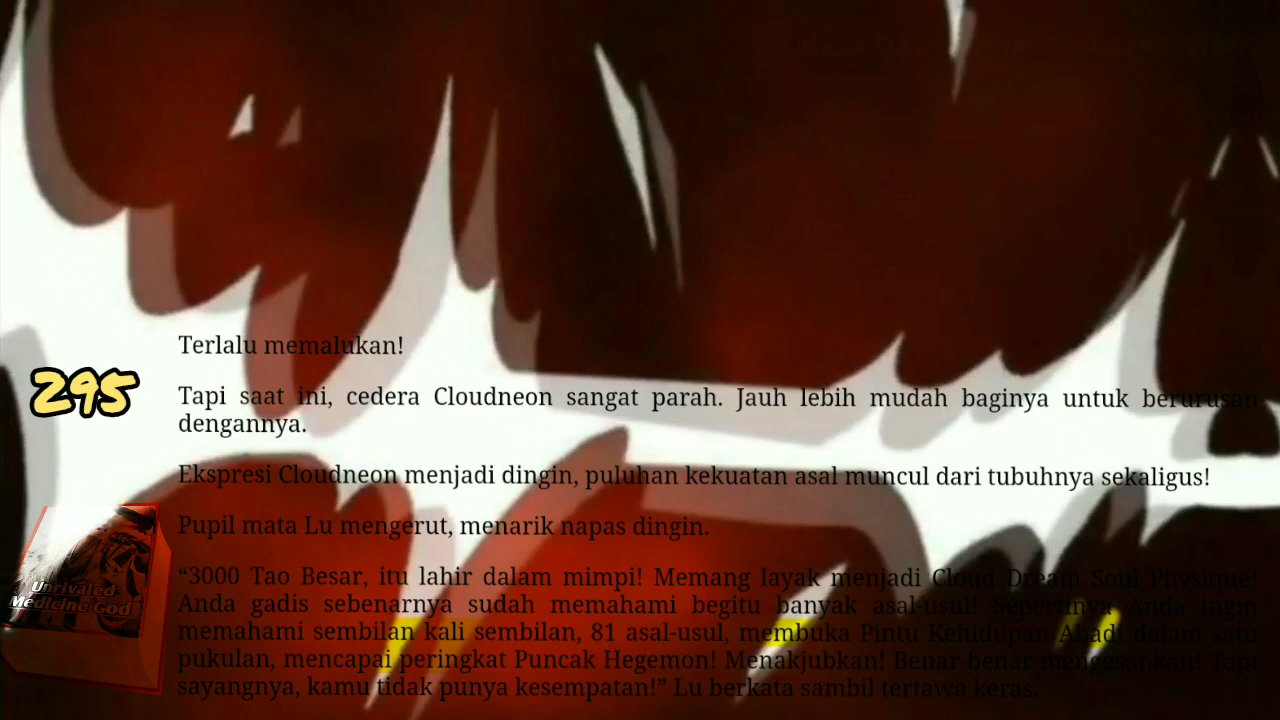 Terlalu memalukan!
295
Tapi saat ini, cedera Cloudneon sangat parah. Jauh lebih mudah baginya untuk berurusan
dengannya.
Ekspresi Cloudneon menjadi dingin, puluhan kekuatan asal muncul dari tubuhnya sekaligus!
Pupil mata Lu mengerut, menarik napas dingin.
“3000 Tao Besar, itu lahir dalam mimpi! Memang layak menjadi Cloud Dream Soul Physique!
Anda gadis sebenarnya sudah memahami begitu banyak asal-usul! Sepertinya Anda ingin
memahami sembilan kali sembilan, 81 asal-usul, membuka Pintu Kehidupan Abadi dalam satu
pukulan, mencapai peringkat Puncak Hegemon! Menakjubkan! Benar-benar mengesankan! Tapi
sayangnya, kamu tidak punya kesempatan!” Lu berkata sambil tertawa keras.
Unrivaled
Medicine God